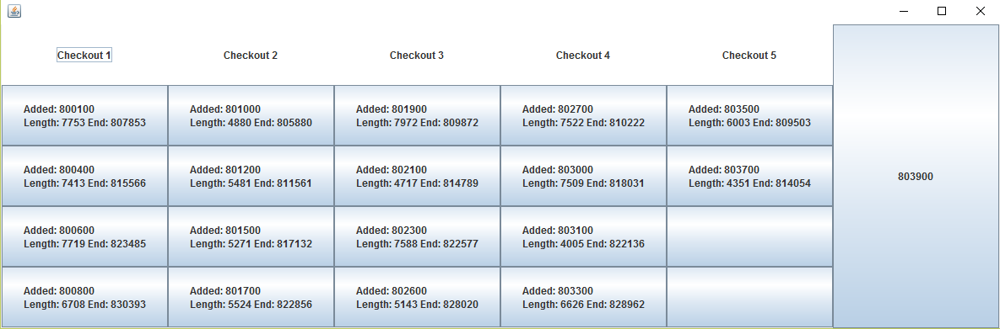 Checkout 1
Checkout 2
Checkout 3
Checkout 4
Checkout 5
Added: 800100
Length: 7753 End: 807853
Added: 801000
Length: 4880 End: 805880
Added: 801900
Length: 7972 End: 809872
Added: 802700
Length: 7522 End: 810222
Added: 803500
Length: 6003 End: 809503
Added: 800400
Length: 7413 End: 815566
Added: 801200
Length: 5481 End: 811561
Added: 802100
Length: 4717 End: 814789
Added: 803000
Length: 7509 End: 818031
Added: 803700
Length: 4351 End: 814054
803900
Added: 800600
Length: 7719 End: 823485
Added: 801500
Length: 5271 End: 817132
Added: 802300
Length: 7588 End: 822577
Added: 803100
Length: 4005 End: 822136
Added: 800800
Length: 6708 End: 830393
Added: 801700
Length: 5524 End: 822856
Added: 802600
Length: 5143 End: 828020
Added: 803300
Length: 6626 End: 828962